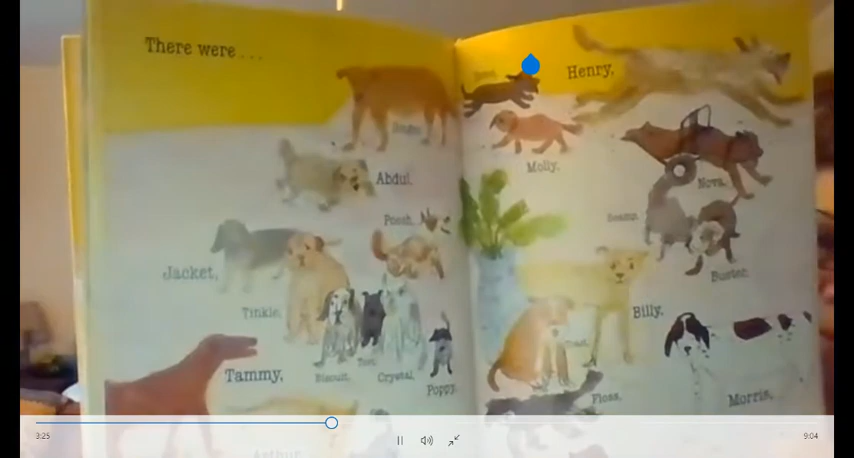 There were...
Henry,
Abdul,
Molly,
Nova,
Pooch,
Jacket,
Buster,
Tinkle,
Billy,
Tammy,
Biscuit,
Crystal,
Poppy,
Floss,
Morris,
3:25
9:04